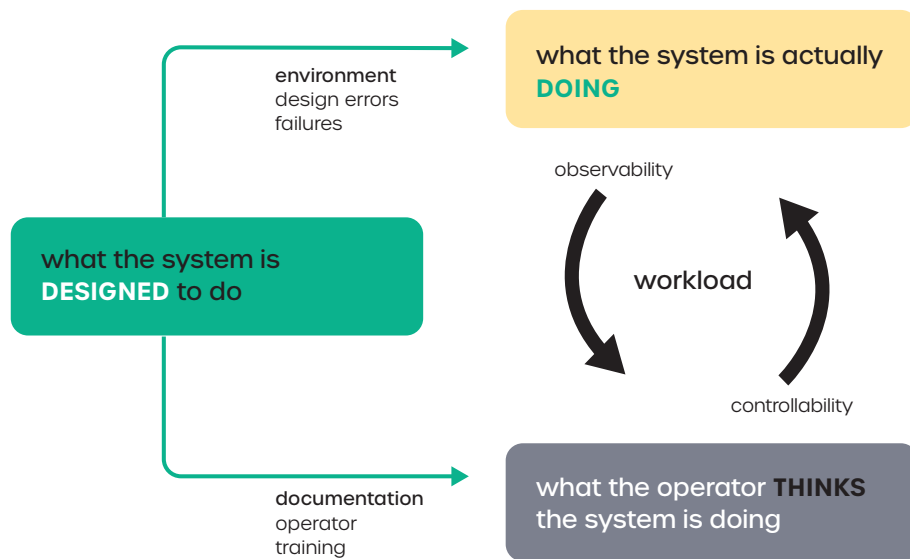 what the system is actually
DOING
environment
design errors
failures
observability
what the system is
DESIGNED to do
workload
controllability
what the operator THINKS
the system is doing
documentation
operator
training